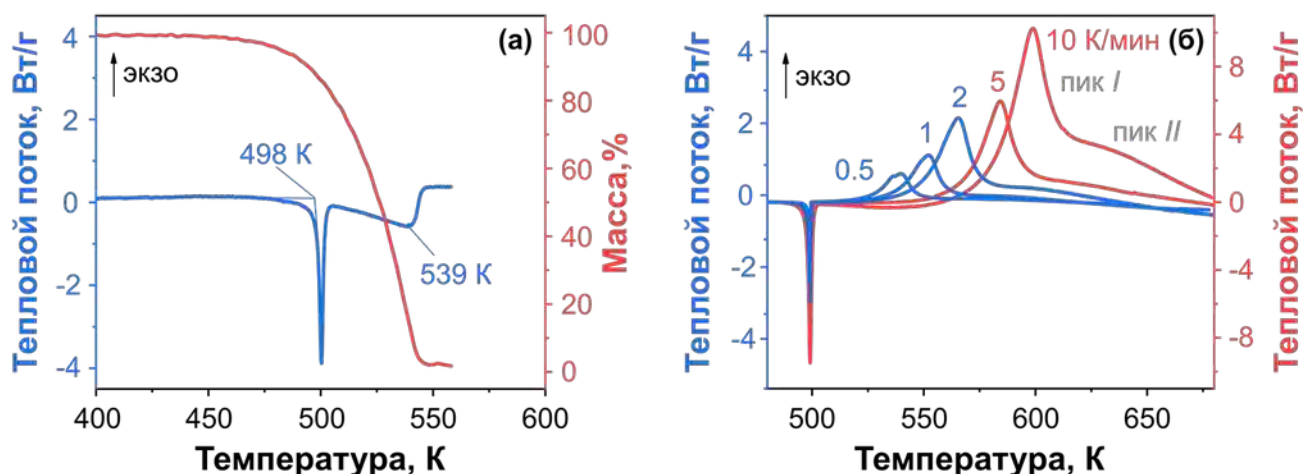 (а)
ЭКЗО
498 К
539 К
Тепловой поток, Вт/г
4
2
0
-2
-4
Масса,%
100
80
60
40
20
0
400
450
500
550
600
Температура, К
(б)
ЭКЗО
10 К/мин
5
2
1
0.5
пик I
пик II
Тепловой поток, Вт/г
4
2
0
-2
-4
Тепловой поток, Вт/г
8
4
0
-4
-8
500
550
600
650
Температура, К